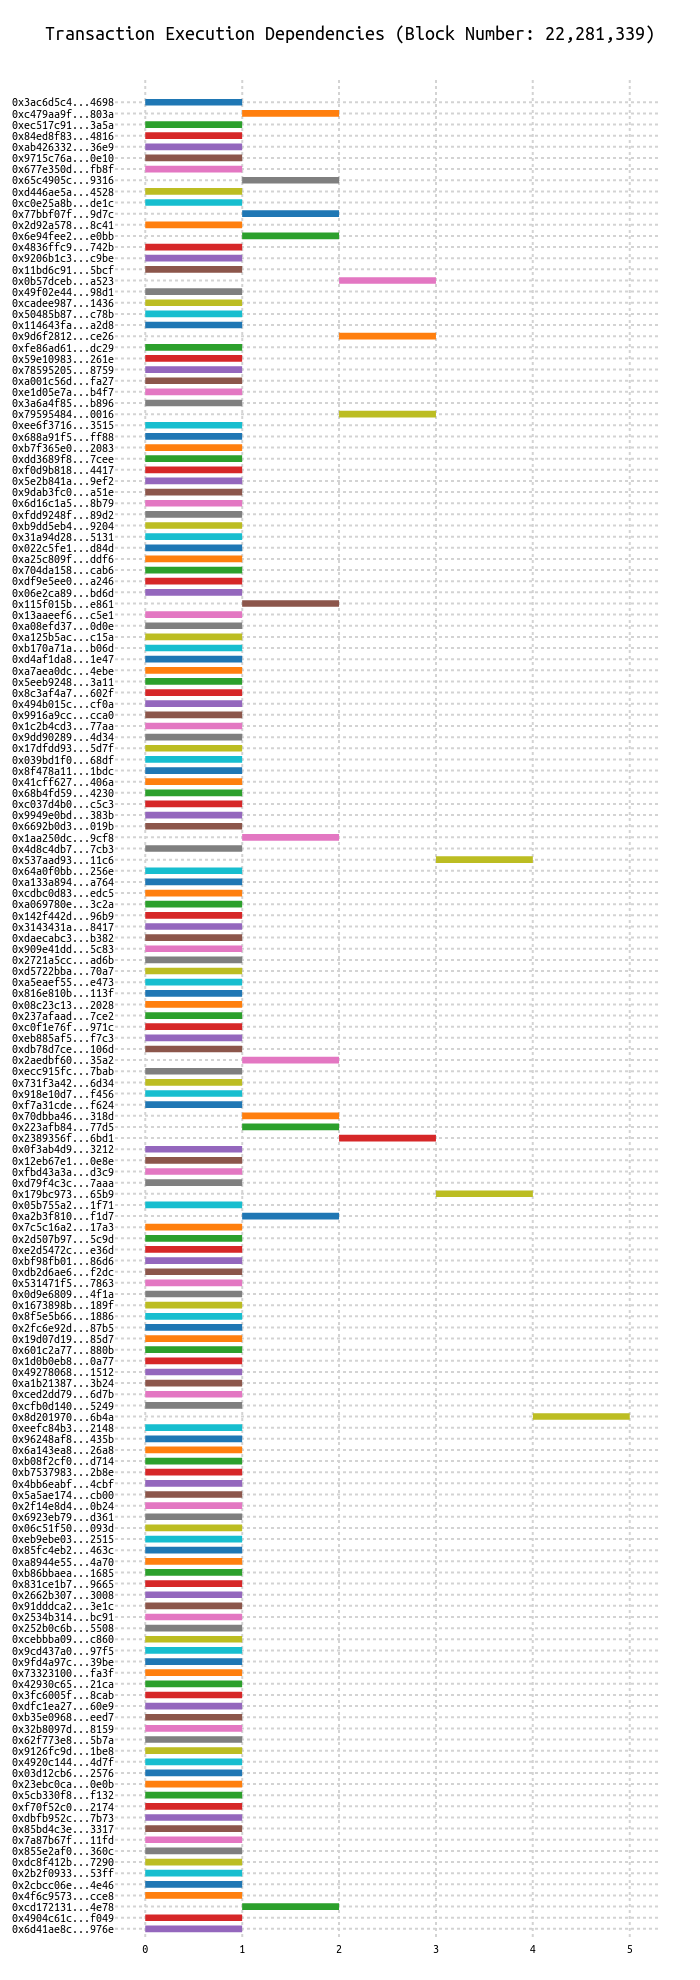 Transaction Execution Dependencies (Block Number: 22,281,339)
0x3ac6d5c4...4698
0xc479aa9f...803a
0xec517c91...3a5a
0x84ed8f83...4816
0xab426332...36e9
0x9715c76a...0e10
0x677e350d...fb8f
0x65c4905c...9316
0xd446ae5a...4528
0xc0e25a8b...de1c
0x77bbf07f...9d7c
0x2d92a578...8c41
0x6e94fee2...e0bb
0x4836ffc9...742b
0x9206b1c3...c9be
0x11bd6c91...5bcf
0x0b57dceb...a523
0x49f02e44...98d1
0xcadee987...1436
0x50485b87...c78b
0x114643fa...a2d8
0x9d6f2812...ce26
0xfe86ad61...dc29
0x59e10983...261e
0x78595205...8759
0xa001c56d...fa27
0xe1d05e7a...b4f7
0x3a6a4f85...b896
0x79595484...0016
0xee6f3716...3515
0x688a91f5...ff88
0xb7f365e0...2083
0xdd3689f8...7cee
0xf0d9b818...4417
0x5e2b841a...9ef2
0x9dab3fc0...a51e
0x6d16c1a5...8b79
0xfdd9248f...89d2
0xb9dd5eb4...9204
0x31a94d28...5131
0x022c5fe1...d84d
0xa25c809f...ddf6
0x704da158...cab6
0xdf9e5ee0...a246
0x06e2ca89...bd6d
0x115f015b...e861
0x13aaeef6...c5e1
0xa08efd37...0d0e
0xa125b5ac...c15a
0xb170a71a...b06d
0xd4af1da8...1e47
0xa7aea0dc...4ebe
0x5eeb9248...3a11
0x8c3af4a7...602f
0x494b015c...cf0a
0x9916a9cc...cca0
0x1c2b4cd3...77aa
0x9dd90289...4d34
0x17dfdd93...5d7f
0x039bd1f0...68df
0x8f478a11...1bdc
0x41cff627...406a
0x68b4fd59...4230
0xc037d4b0...c5c3
0x9949e0bd...383b
0x6692b0d3...019b
0x1aa250dc...9cf8
0x4d8c4db7...7cb3
0x537aad93...11c6
0x64a0f0bb...256e
0xa133a894...a764
0xcdbc0d83...edc5
0xa069780e...3c2a
0x142f442d...96b9
0x3143431a...8417
0xdaecabc3...b382
0x909e41dd...5c83
0x2721a5cc...ad6b
0xd5722bba...70a7
0xa5eaef55...e473
0x816e810b...113f
0x08c23c13...2028
0x237afaad...7ce2
0xc0f1e76f...971c
0xeb885af5...f7c3
0xdb78d7ce...106d
0x2aedbf60...35a2
0xecc915fc...7bab
0x731f3a42...6d34
0x918e10d7...f456
0xf7a31cde...f624
0x70dbba46...318d
0x223afb84...77d5
0x2389356f...6bd1
0x0f3ab4d9...3212
0x12eb67e1...0e8e
0xfbd43a3a...d3c9
0xd79f4c3c...7aaa
0x179bc973...65b9
0x05b755a2...1f71
0xa2b3f810...f1d7
0x7c5c16a2...17a3
0x2d507b97...5c9d
0xe2d5472c...e36d
0xbf98fb01...86d6
0xdb2d6ae6...f2dc
0x531471f5...7863
0x0d9e6809...4f1a
0x1673898b...189f
0x8f5e5b66...1886
0x2fc6e92d...87b5
0x19d07d19...85d7
0x601c2a77...880b
0x1d0b0eb8...0a77
0x49278068...1512
0xa1b21387...3b24
0xced2dd79...6d7b
0xcfb0d140...5249
0x8d201970...6b4a
0xeefc84b3...2148
0x96248af8...435b
0x6a143ea8...26a8
0xb08f2cf0...d714
0xb7537983...2b8e
0x4bb6eabf...4cbf
0x5a5ae174...cb00
0x2f14e8d4...0b24
0x6923eb79...d361
0x06c51f50...093d
0xeb9ebe03...2515
0x85fc4eb2...463c
0xa8944e55...4a70
0xb86bbaea...1685
0x831ce1b7...9665
0x2662b307...3008
0x91dddca2...3e1c
0x2534b314...bc91
0x252b0c6b...5508
0xcebbba09...c860
0x9cd437a0...97f5
0x9fd4a97c...39be
0x73323100...fa3f
0x42930c65...21ca
0x3fc6005f...8cab
0xdfc1ea27...60e9
0xb35e0968...eed7
0x32b8097d...8159
0x62f773e8...5b7a
0x9126fc9d...1be8
0x4920c144...4d7f
0x03d12cb6...2576
0x23ebc0ca...0e0b
0x5cb330f8...f132
0xf70f52c0...2174
0xdbfb952c...7b73
0x85bd4c3e...3317
0x7a87b67f...11fd
0x855e2af0...360c
0xdc8f412b...7290
0x2b2f0933...53ff
0x2cbcc06e...4e46
0x4f6c9573...cce8
0xcd172131...4e78
0x4904c61c...f049
0x6d41ae8c...976e
0 1 2 3 4 5